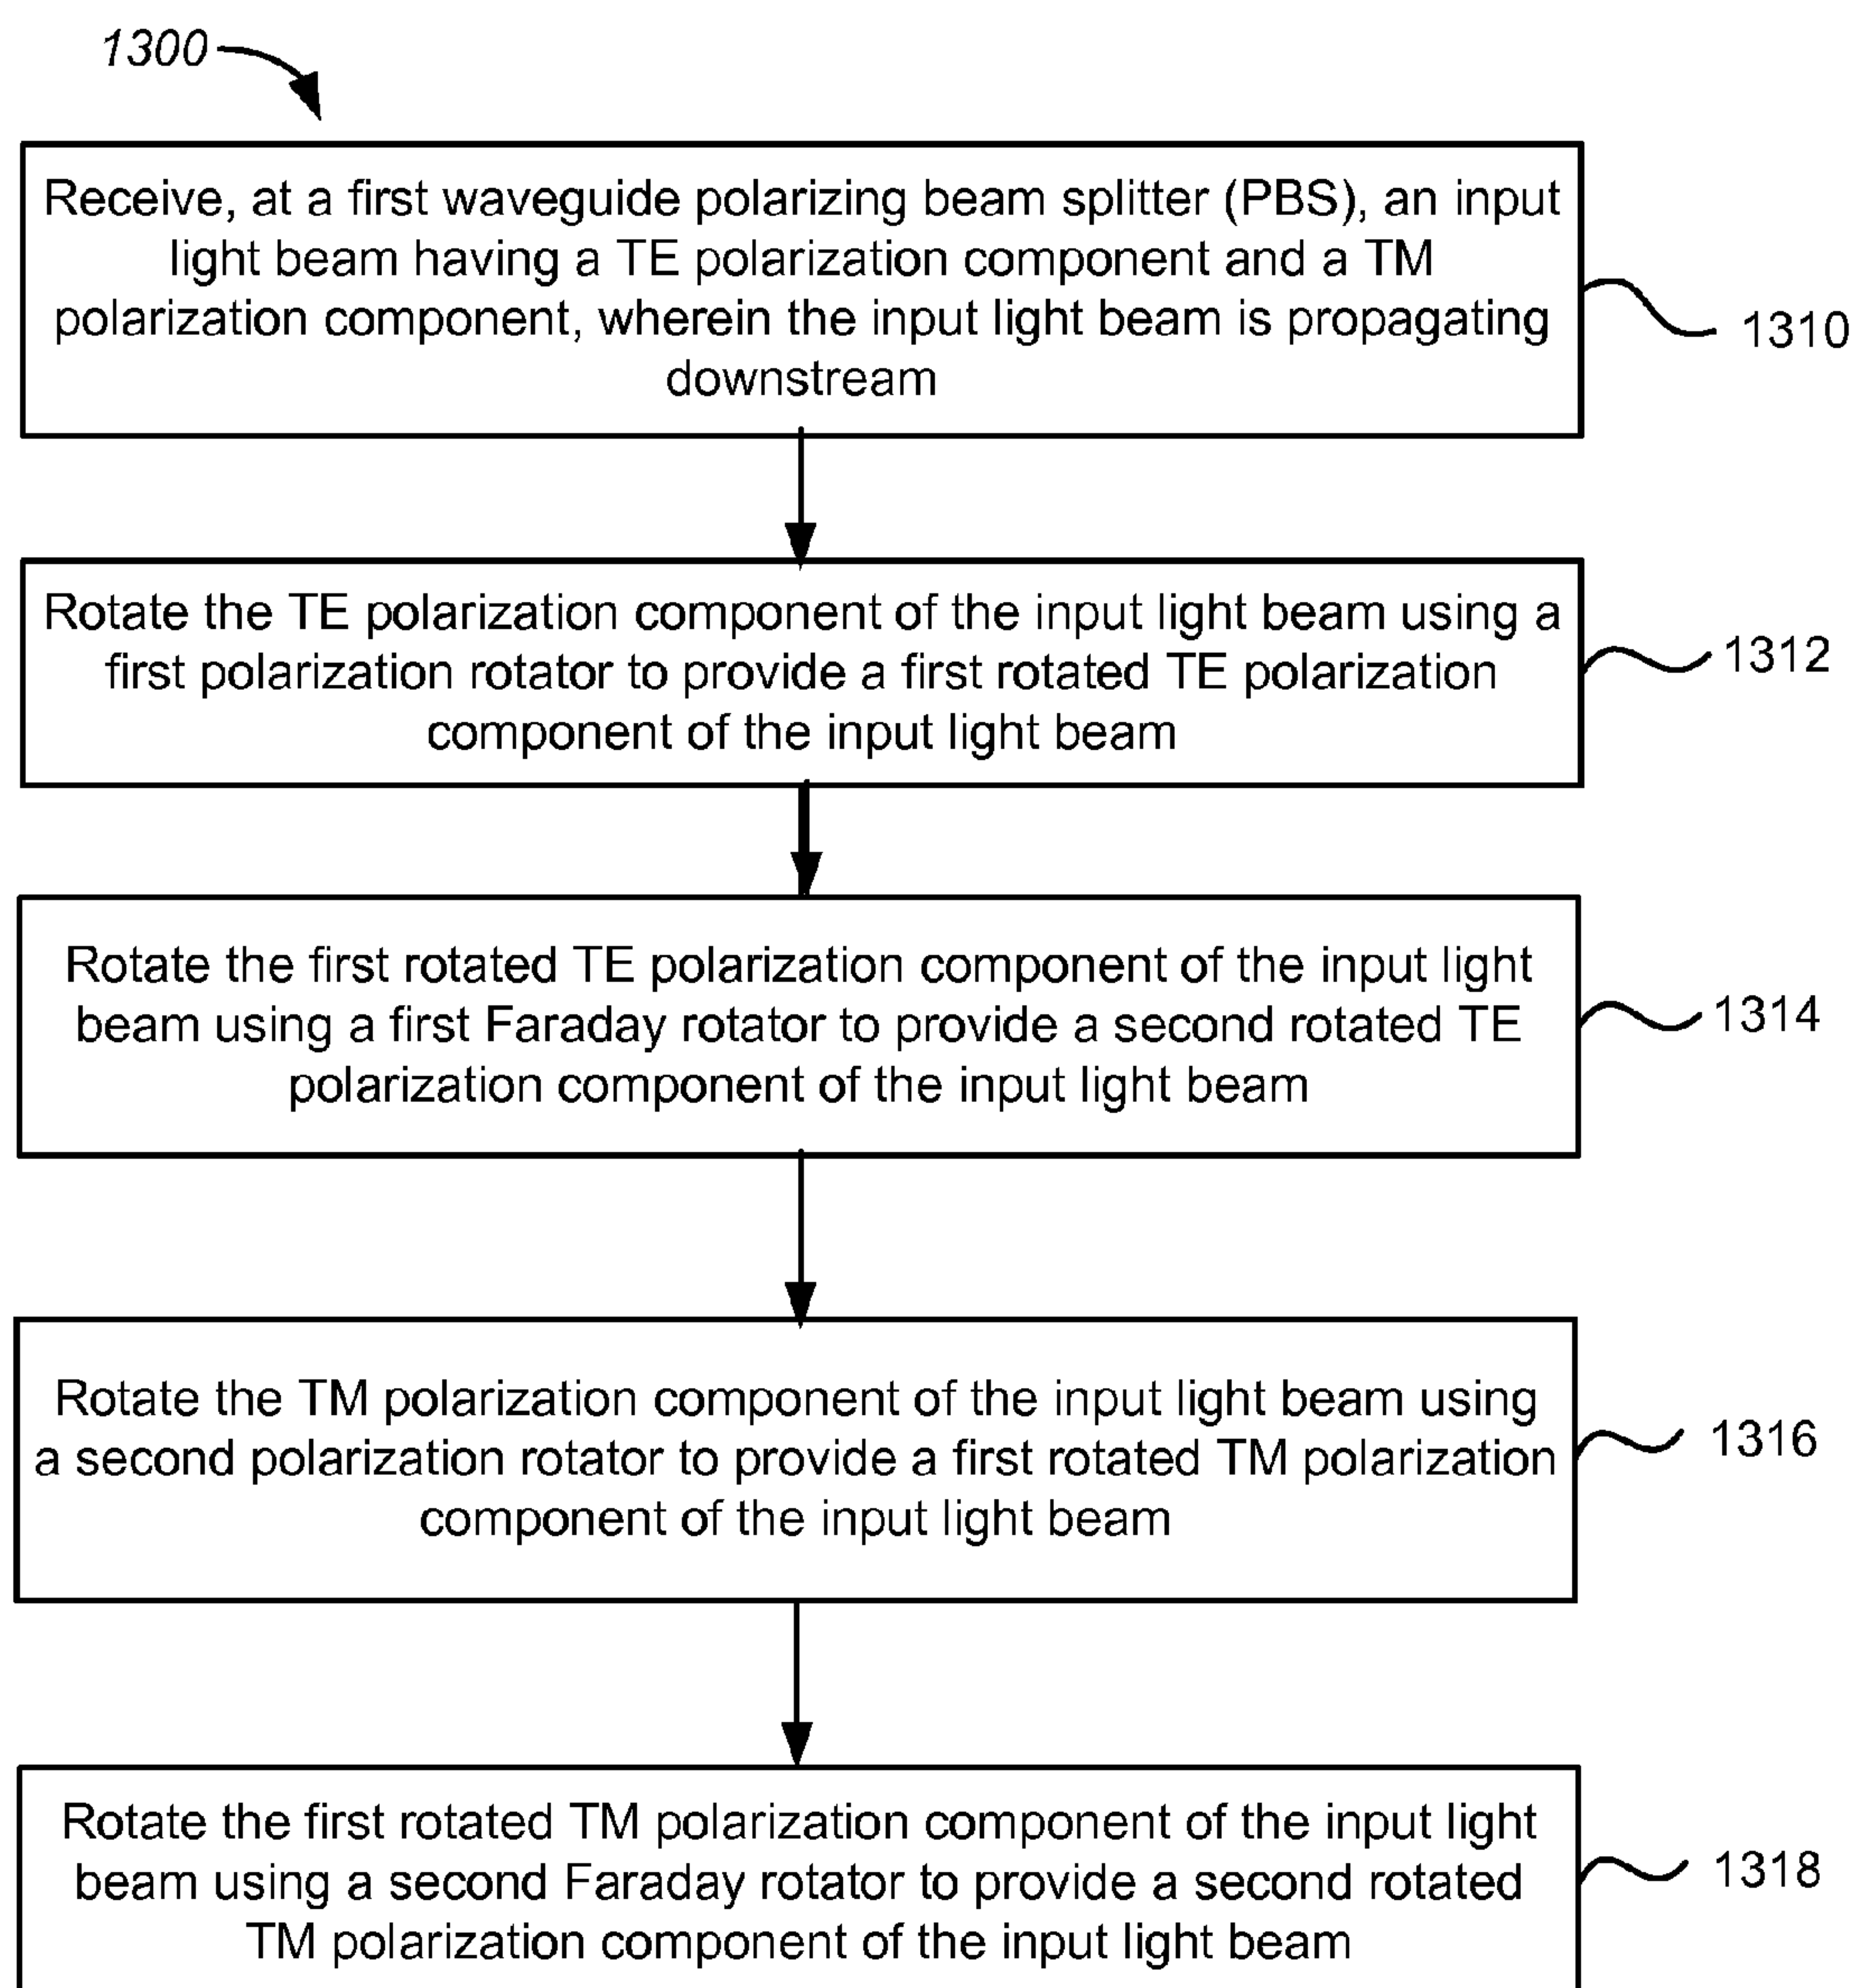 1300
Receive, at a first waveguide polarizing beam splitter (PBS), an input
light beam having a TE polarization component and a TM
polarization component, wherein the input light beam is propagating
downstream
1310
Rotate the TE polarization component of the input light beam using a
first polarization rotator to provide a first rotated TE polarization
component of the input light beam
1312
Rotate the first rotated TE polarization component of the input light
beam using a first Faraday rotator to provide a second rotated TE
polarization component of the input light beam
1314
Rotate the TM polarization component of the input light beam using
a second polarization rotator to provide a first rotated TM polarization
component of the input light beam
1316
Rotate the first rotated TM polarization component of the input light
beam using a second Faraday rotator to provide a second rotated
TM polarization component of the input light beam
1318